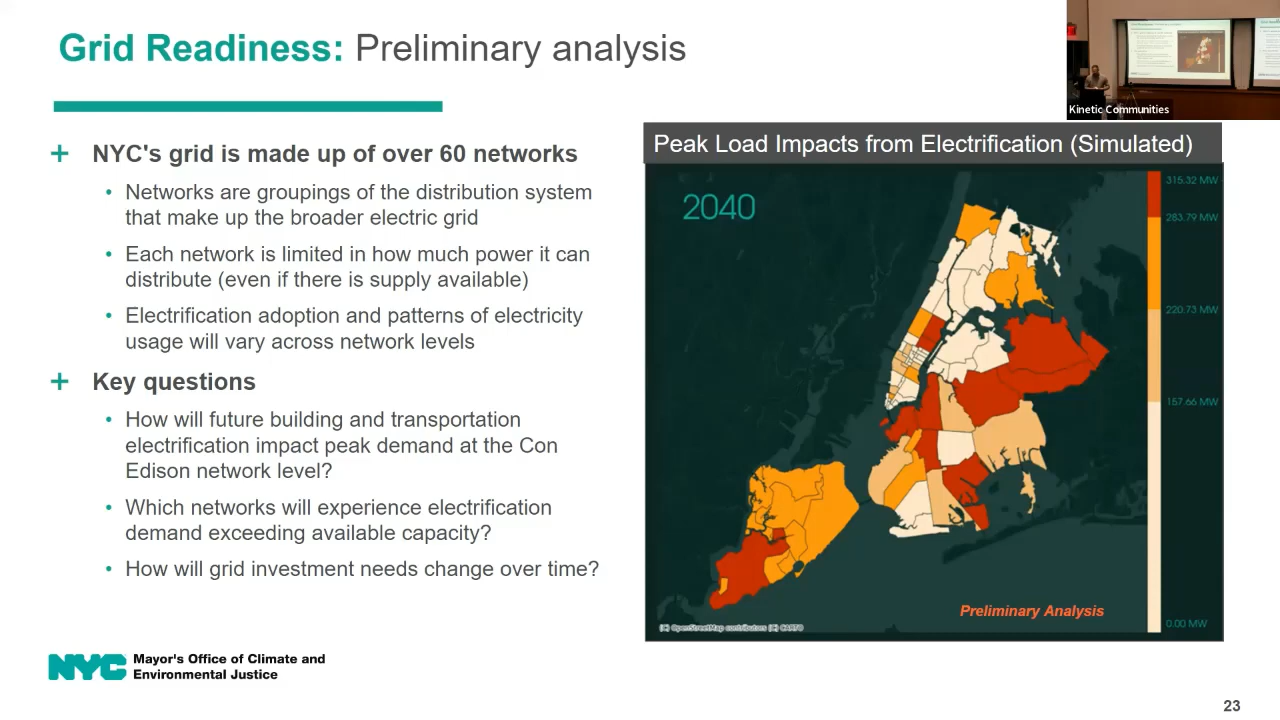 Grid Readiness: Preliminary analysis
Kinetic Communities
+ NYC's grid is made up of over 60 networks
• Networks are groupings of the distribution system
that make up the broader electric grid
• Each network is limited in how much power it can
distribute (even if there is supply available)
• Electrification adoption and patterns of electricity
usage will vary across network levels
+ Key questions
• How will future building and transportation
electrification impact peak demand at the Con
Edison network level?
• Which networks will experience electrification
demand exceeding available capacity?
• How will grid investment needs change over time?
Peak Load Impacts from Electrification (Simulated)
2040
315.32 MW
283.79 MW
220.73 MW
157.66 MW
0.00 MW
Preliminary Analysis
(C) OpenStreetMap contributors (C) CARTO
NYC Mayor's Office of Climate and
Environmental Justice
23